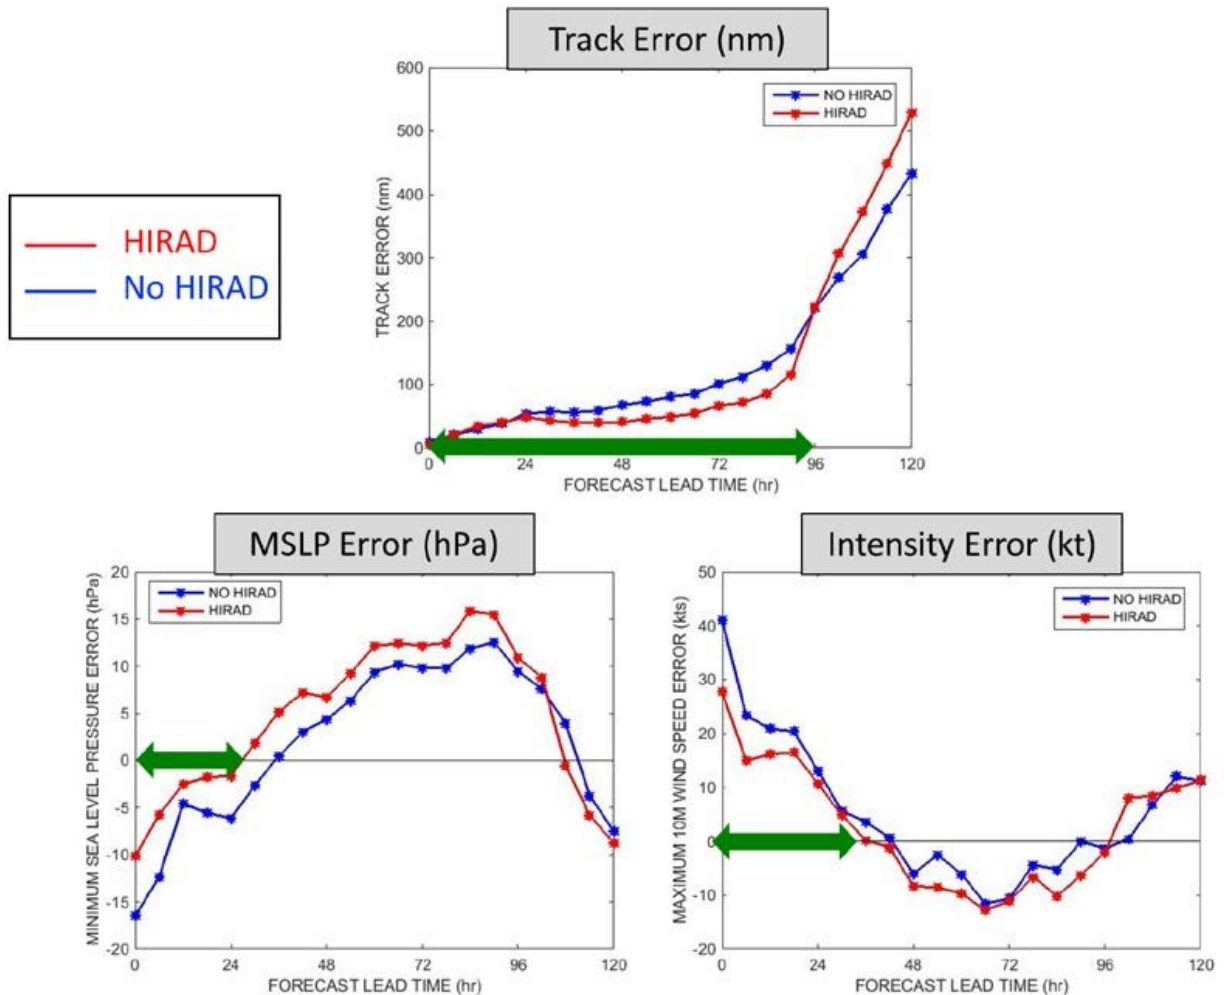 Track Error (nm)
600
500
400
300
200
100
0
TRACK ERROR (nm)
NO HIRAD
HIRAD
0 24 48 72 96 120
FORECAST LEAD TIME (hr)
HIRAD
No HIRAD
MSLP Error (hPa)
20
15
10
5
0
-5
-10
-15
-20
MINIMUM SEA LEVEL PRESSURE ERROR (hPa)
NO HIRAD
HIRAD
0 24 48 72 96 120
FORECAST LEAD TIME (hr)
Intensity Error (kt)
50
40
30
20
10
0
-10
-20
MAXIMUM 10M WIND SPEED ERROR (kts)
NO HIRAD
HIRAD
0 24 48 72 96 120
FORECAST LEAD TIME (hr)